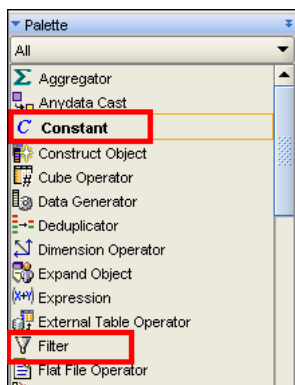 Palette
All
Aggregator
Anydata Cast
Constant
Construct Object
Cube Operator
Data Generator
Deduplicator
Dimension Operator
Expand Object
Expression
External Table Operator
Filter
Flat File Operator